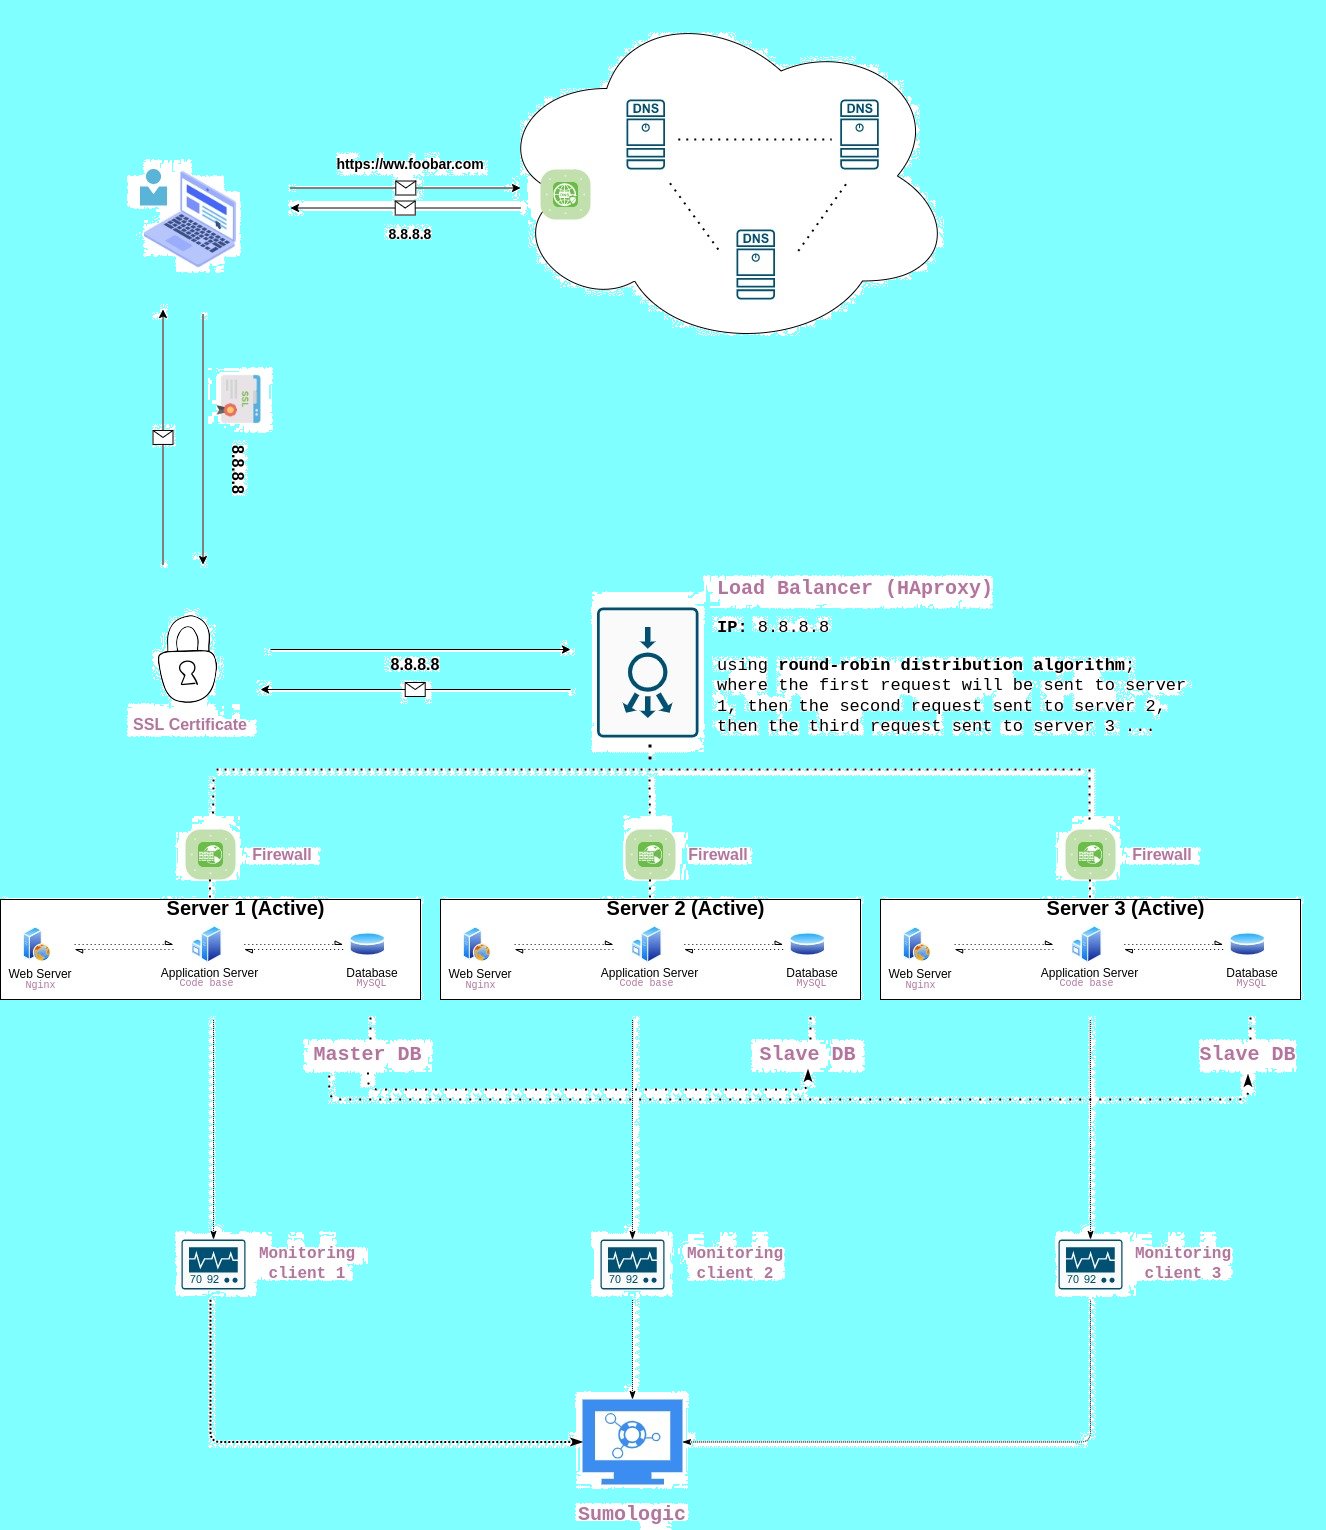 DNS
DNS
DNS
https://ww.foobar.com
8.8.8.8
SSL
8.8.8.8
Load Balancer (HAproxy)
IP: 8.8.8.8
using round-robin distribution algorithm;
where the first request will be sent to server
1, then the second request sent to server 2,
then the third request sent to server 3 ...
8.8.8.8
SSL Certificate
Firewall
Firewall
Firewall
Server 1 (Active)
Web Server
Nginx
Application Server
Code base
Database
MySQL
Server 2 (Active)
Web Server
Nginx
Application Server
Code base
Database
MySQL
Server 3 (Active)
Web Server
Nginx
Application Server
Code base
Database
MySQL
Master DB
Slave DB
Slave DB
70 92
Monitoring
client 1
70 92
Monitoring
client 2
70 92
Monitoring
client 3
Sumologic